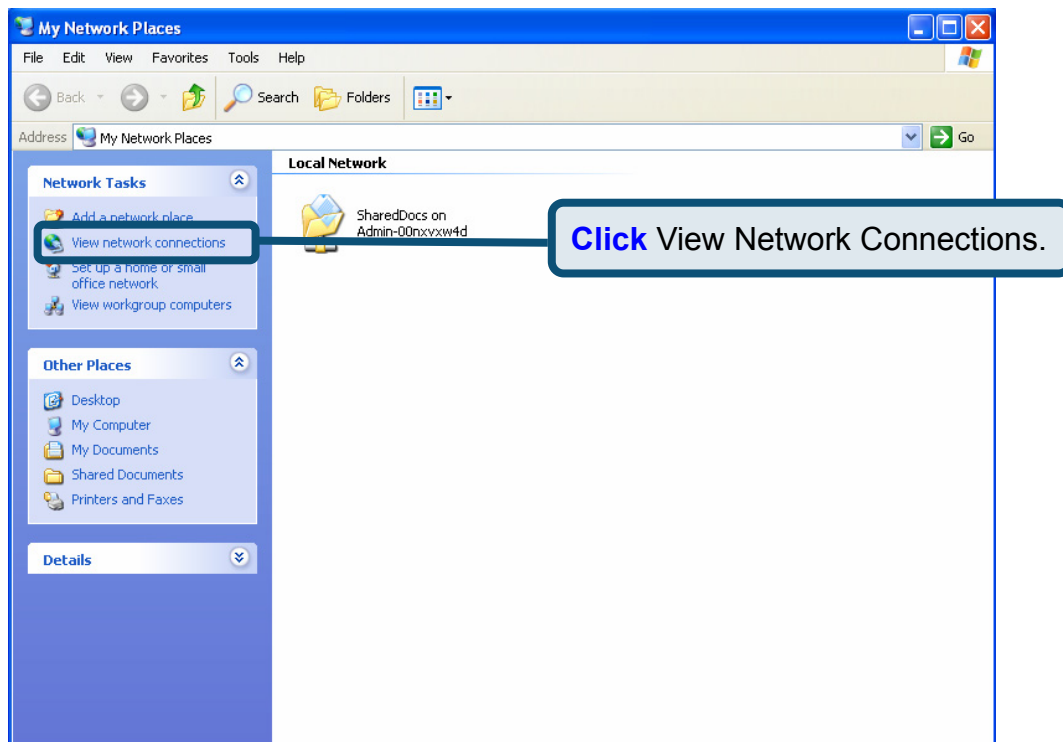 My Network Places
File Edit View Favorites Tools Help
Back Search Folders
Address My Network Places Go
Network Tasks
Add a network place
View network connections
Set up a home or small
office network
View workgroup computers
Other Places
Desktop
My Computer
My Documents
Shared Documents
Printers and Faxes
Details
Local Network
SharedDocs on
Admin-00nxvxw4d
Click View Network Connections.